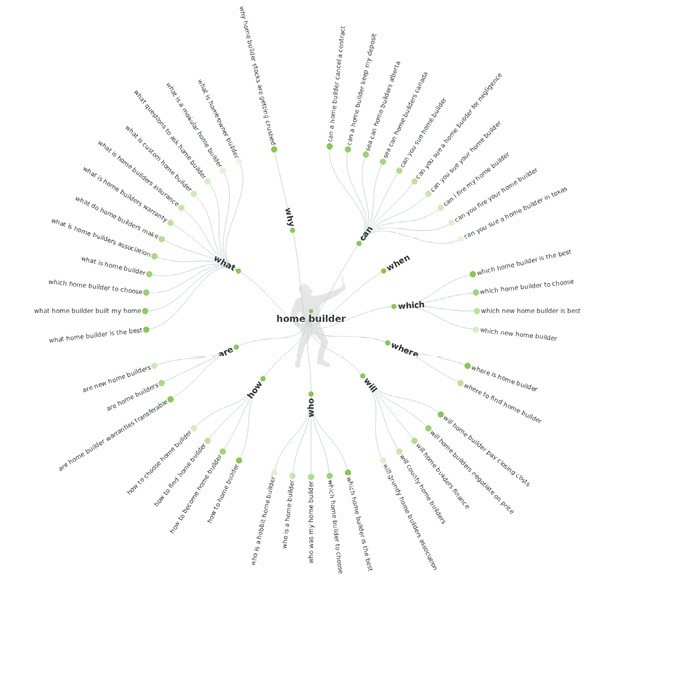 home builder
why
why home builder stocks are getting crushed
can
can a home builder cancel a contract
can a home builder keep my deposit
sea can home builders alberta
sea can home builders canada
can you sue home builder
can you sue a home builder for negligence
can you sue your home builder
can i fire my home builder
can you fire your home builder
can you sue a home builder in texas
when
which
which home builder is the best
which home builder to choose
which new home builder is best
which new home builder
where
where is home builder
where to find home builder
will
will home builder pay closing costs
will home builders negotiate on price
will home builders finance
will county home builders
will grundy home builders association
who
which home builder is the best
which home builder to choose
who was my home builder
who is a home builder
who is a hobbit home builder
how
how to home builder
how to become home builder
how to find home builder
how to choose home builder
are
are home builder warranties transferable
are home builders
are new home builders
what
what home builder is the best
what home builder built my home
which home builder to choose
what is home builder
what is home builders association
what do home builders make
what is home builders warranty
what is home builders insurance
what is custom home builder
what questions to ask home builder
what is a modular home builder
what is homeowner builder